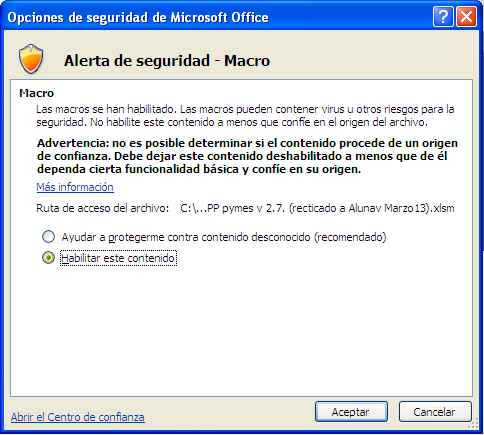 Opciones de seguridad de Microsoft Office
Alerta de seguridad - Macro
Macro
Las macros se han habilitado. Las macros pueden contener virus u otros riesgos para la
seguridad. No habilite este contenido a menos que confíe en el origen del archivo.
Advertencia: no es posible determinar si el contenido procede de un origen
de confianza. Debe dejar este contenido deshabilitado a menos que de él
dependa cierta funcionalidad básica y confíe en su origen.
Más información
Ruta de acceso del archivo: C:\...PP pymes v 2.7. (recticado a Alunav Marzo13).xlsm
Ayudar a protegerme contra contenido desconocido (recomendado)
Habilitar este contenido
Abrir el Centro de confianza
Aceptar
Cancelar